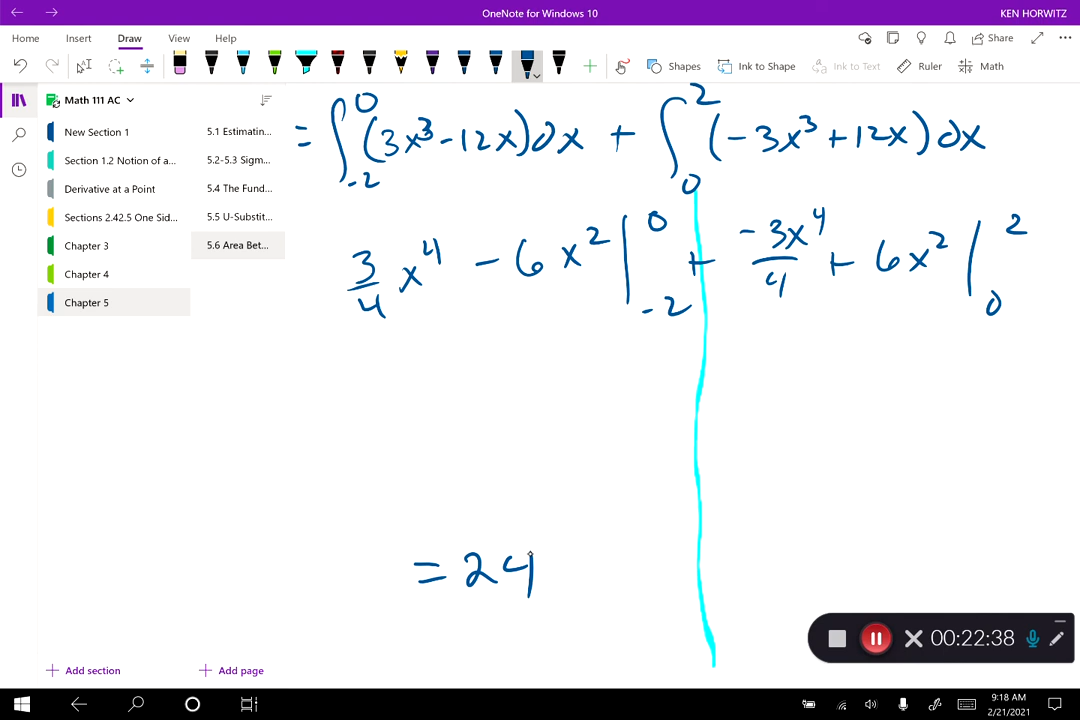 OneNote for Windows 10
KEN HORWITZ
Home Insert Draw View Help
Share
Shapes Ink to Shape Ink to Text Ruler Math
Math 111 AC
New Section 1
Section 1.2 Notion of a...
Derivative at a Point
Sections 2.42.5 One Sid...
Chapter 3
Chapter 4
Chapter 5
5.1 Estimatin...
5.2-5.3 Sigm...
5.4 The Fund...
5.5 U-Substit...
5.6 Area Bet...
= ∫_{-2}^{0} (3x³-12x)dx + ∫_{0}^{2} (-3x³+12x)dx
3/4 x⁴ - 6x² |_{-2}^{0} + -3x⁴/4 + 6x² |_{0}^{2}
= 24
00:22:38
Add section
Add page
9:18 AM
2/21/2021